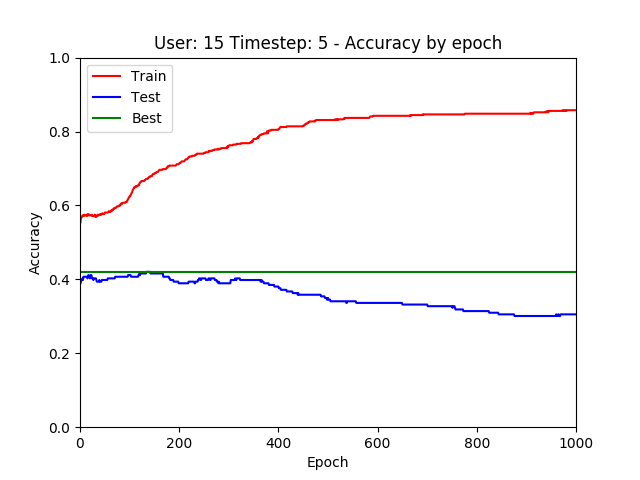 User: 15 Timestep: 5 - Accuracy by epoch
1.0
0.8
0.6
0.4
0.2
0.0
Accuracy
Train
Test
Best
0 200 400 600 800 1000
Epoch